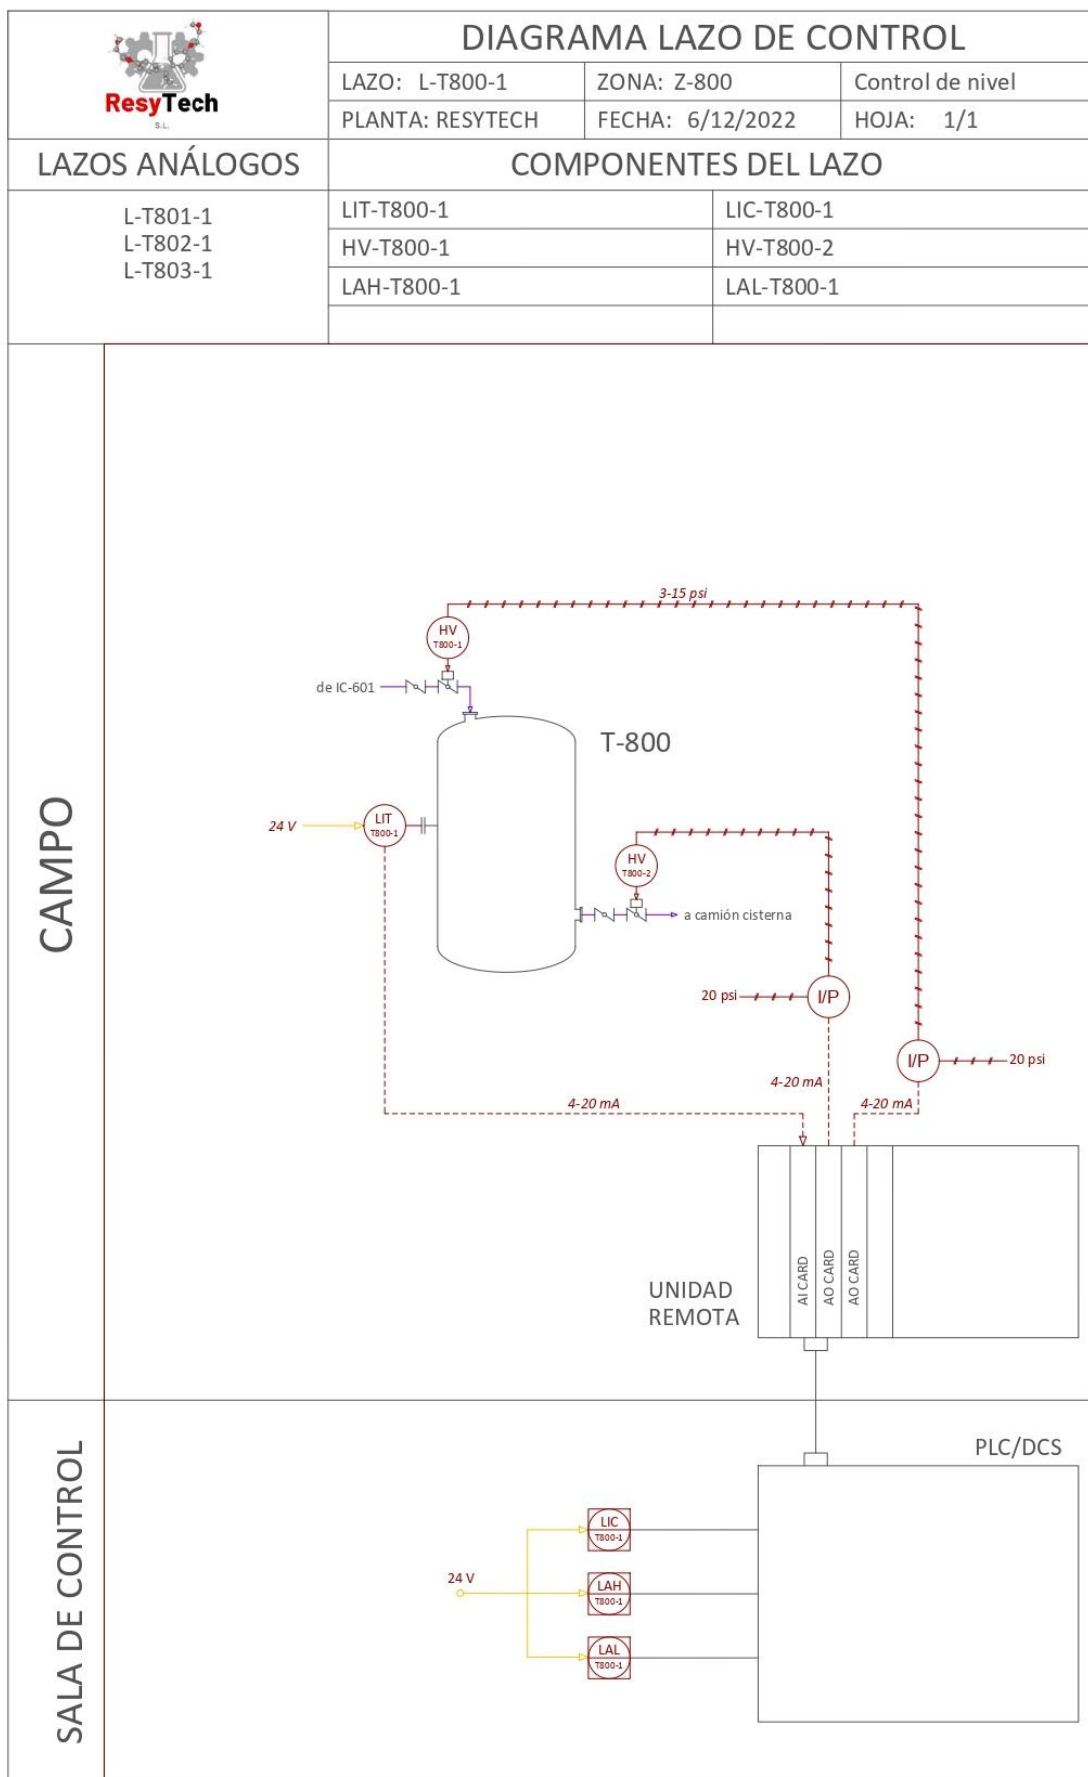 ResyTech
S.L.
DIAGRAMA LAZO DE CONTROL
LAZO: L-T800-1
ZONA: Z-800
Control de nivel
PLANTA: RESYTECH
FECHA: 6/12/2022
HOJA: 1/1
LAZOS ANÁLOGOS
COMPONENTES DEL LAZO
L-T801-1
L-T802-1
L-T803-1
LIT-T800-1
LIC-T800-1
HV-T800-1
HV-T800-2
LAH-T800-1
LAL-T800-1
CAMPO
3-15 psi
HV
T800-1
de IC-601
T-800
24 V
LIT
T800-1
HV
T800-2
a camión cisterna
20 psi
I/P
I/P
20 psi
4-20 mA
4-20 mA
4-20 mA
AI CARD
AO CARD
AO CARD
UNIDAD
REMOTA
SALA DE CONTROL
PLC/DCS
LIC
T800-1
24 V
LAH
T800-1
LAL
T800-1